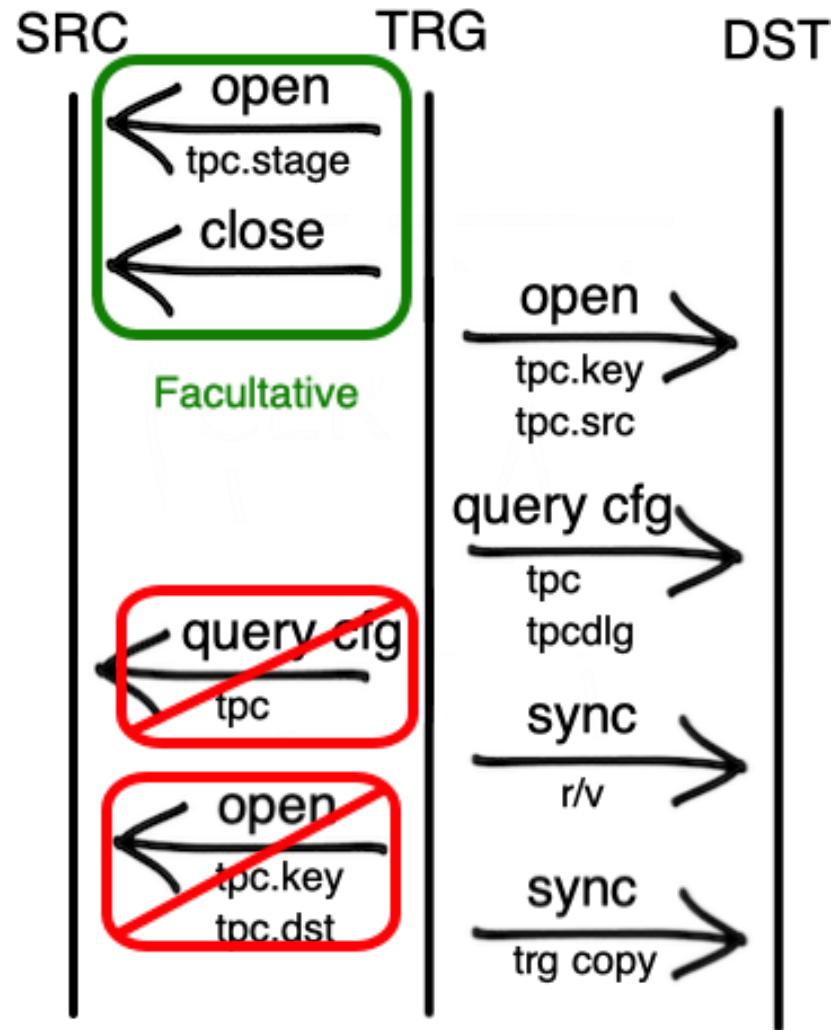 SRC
TRG
DST
open
tpc.stage
close
Facultative
open
tpc.key
tpc.src
query cfg
tpc
tpcdlg
query cfg
tpc
sync
r/v
open
tpc.key
tpc.dst
sync
trg copy